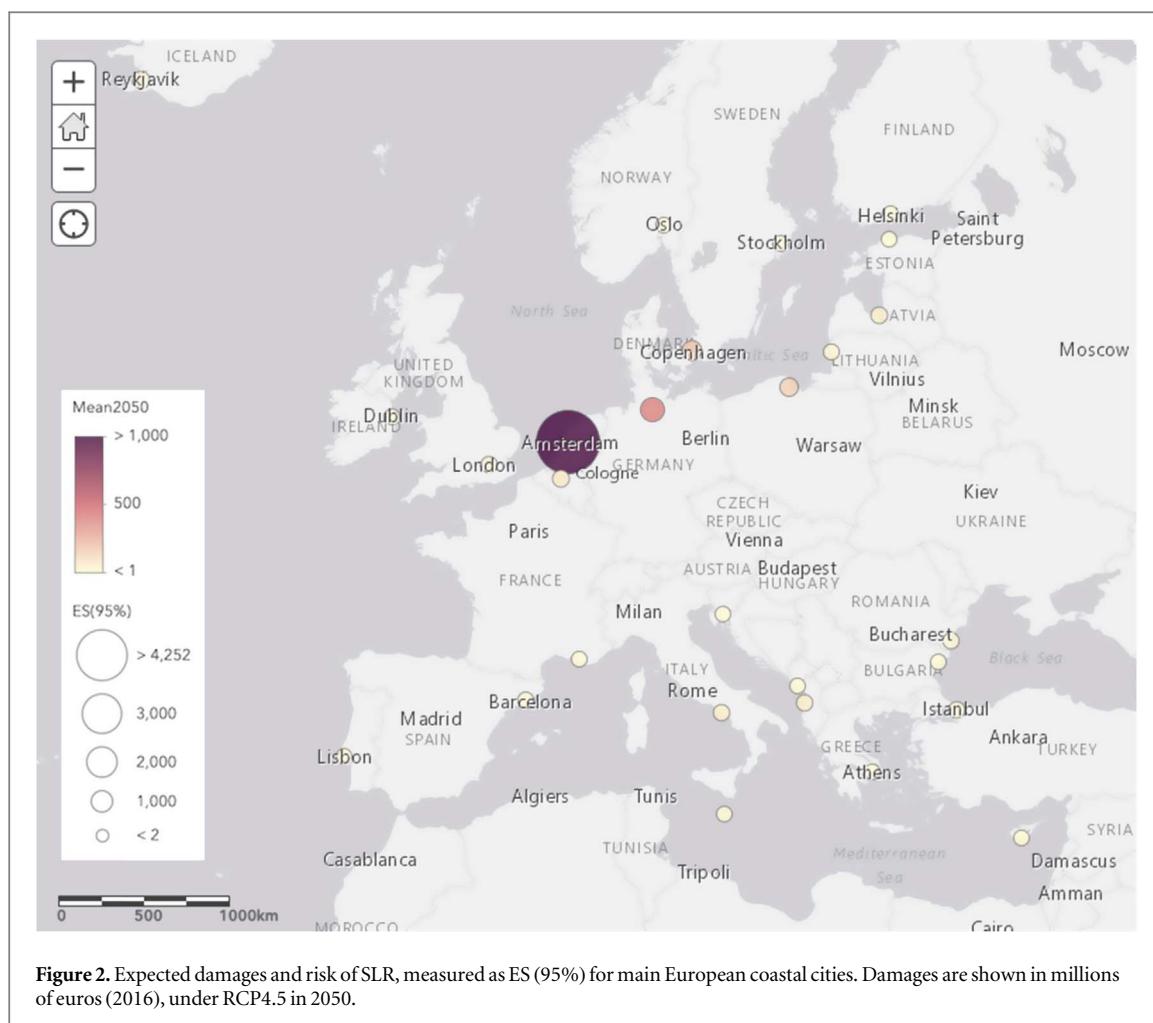 ICELAND
Reykjavík
+
−
SWEDEN
FINLAND
NORWAY
Oslo
Helsinki
Saint
Petersburg
Stockholm
ESTONIA
North Sea
LATVIA
DENMARK
Copenhagen
Baltic Sea
Moscow
LITHUANIA
Vilnius
UNITED
KINGDOM
Minsk
BELARUS
Dublin
IRELAND
Amsterdam
Berlin
Warsaw
London
Cologne
GERMANY
Kiev
UKRAINE
CZECH
REPUBLIC
Vienna
Paris
AUSTRIA
Budapest
HUNGARY
FRANCE
Milan
ROMANIA
Bucharest
Black Sea
BULGARIA
ITALY
Rome
Barcelona
Madrid
SPAIN
Istanbul
Ankara
TURKEY
GREECE
Athens
Lisbon
Algiers
Tunis
SYRIA
TUNISIA
Mediterranean
Sea
Casablanca
Damascus
Tripoli
Amman
MOROCCO
Cairo
Mean2050
> 1,000
500
< 1
ES(95%)
> 4,252
3,000
2,000
1,000
< 2
0 500 1000km
Figure 2. Expected damages and risk of SLR, measured as ES (95%) for main European coastal cities. Damages are shown in millions
of euros (2016), under RCP4.5 in 2050.